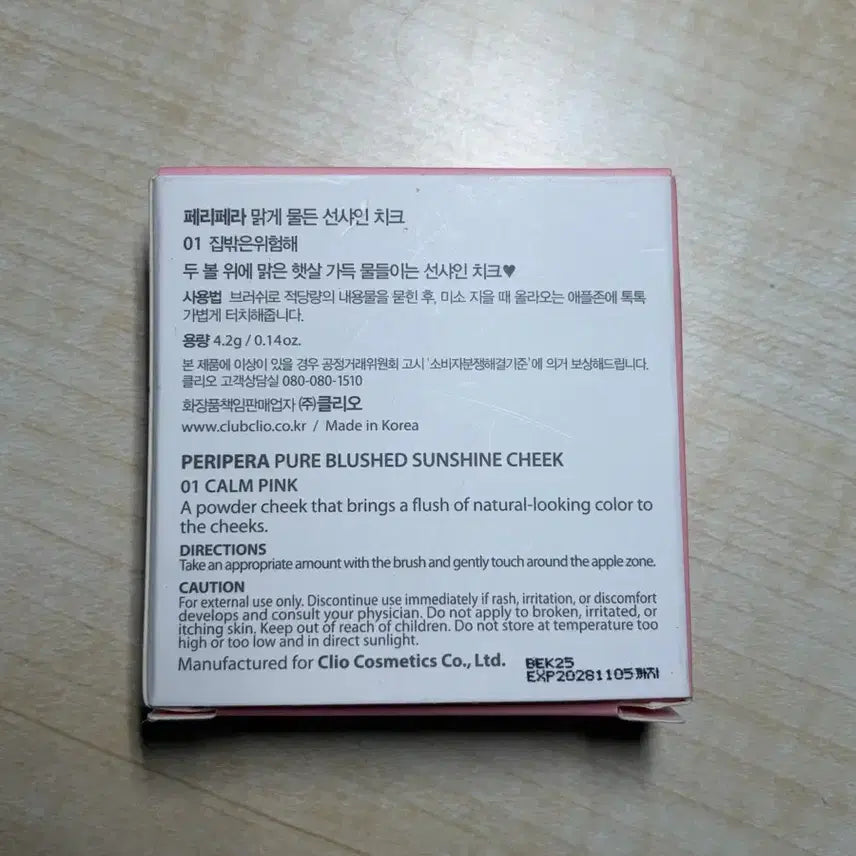 페리페라 맑게 물든 선샤인 치크
01 집밖은위험해
두 볼 위에 맑은 햇살 가득 물들이는 선샤인 치크♥
사용법 브러쉬로 적당량의 내용물을 묻힌 후, 미소 지을 때 올라오는 애플존에 톡톡
가볍게 터치해줍니다.
용량 4.2g / 0.14oz.
본 제품에 이상이 있을 경우 공정거래위원회 고시 '소비자분쟁해결기준'에 의거 보상해드립니다.
클리오 고객상담실 080-080-1510
화장품책임판매업자 ㈜클리오
www.clubclio.co.kr / Made in Korea
PERIPERA PURE BLUSHED SUNSHINE CHEEK
01 CALM PINK
A powder cheek that brings a flush of natural-looking color to
the cheeks.
DIRECTIONS
Take an appropriate amount with the brush and gently touch around the apple zone.
CAUTION
For external use only. Discontinue use immediately if rash, irritation, or discomfort
develops and consult your physician. Do not apply to broken, irritated, or
itching skin. Keep out of reach of children. Do not store at temperature too
high or too low and in direct sunlight.
Manufactured for Clio Cosmetics Co., Ltd.
BEK25
EXP20281105까지